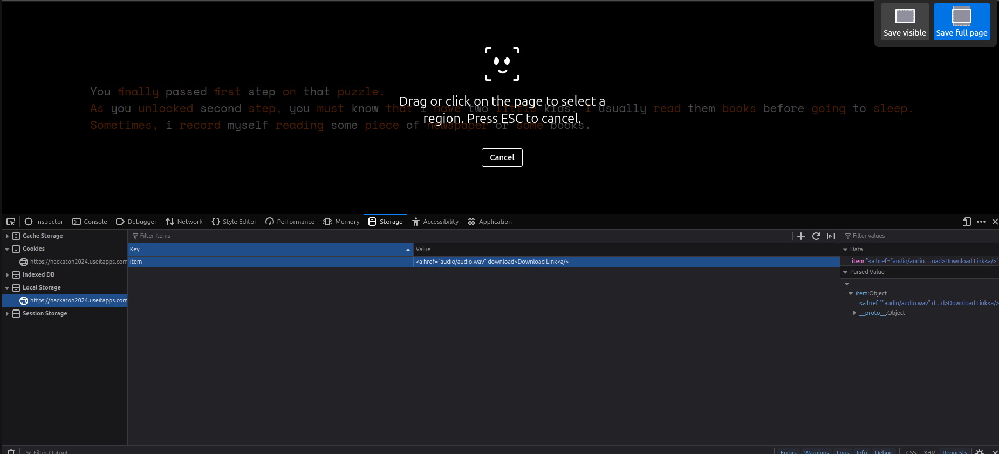 Save visible
Save full page
You finally passed first step on that puzzle.
As you unlocked second step, you must know that i have two little kids. I usually read them books before going to sleep.
Sometimes, i record myself reading some piece of newspaper or some books.
Drag or click on the page to select a
region. Press ESC to cancel.
Cancel
Inspector Console Debugger Network Style Editor Performance Memory Storage Accessibility Application
Cache Storage
Cookies
https://hackaton2024.useitapps.com
Indexed DB
Local Storage
https://hackaton2024.useitapps.com
Session Storage
Filter Items
Key Value
item <a href="audio/audio.wav" download>Download Link<a/>
Filter values
Data
item:"<a href="audio/audio.…oad>Download Link<a/>"
Parsed Value
item:Object
<a href:""audio/audio.wav" d…d>Download Link<a/>
__proto__:Object
Filter Output
Errors Warnings Logs Info Debug CSS XHR Requests